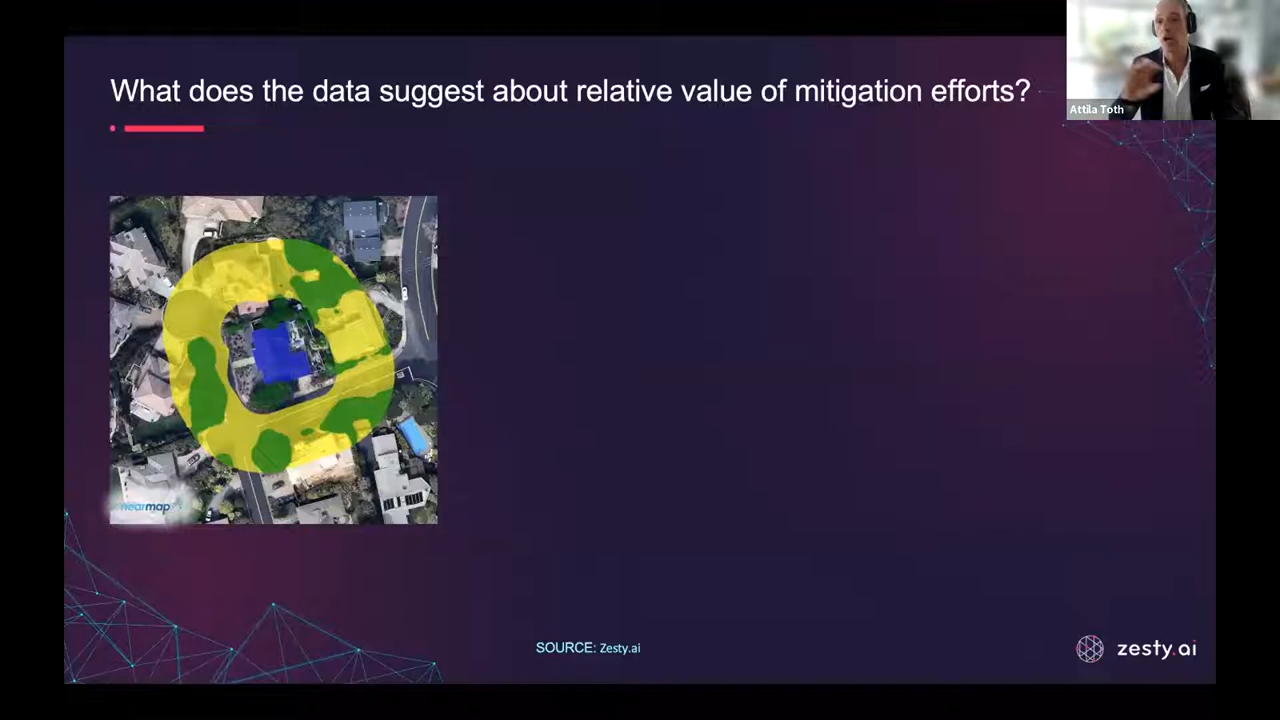 What does the data suggest about relative value of mitigation efforts?
Attila Toth
nearmap
SOURCE: Zesty.ai
zesty.ai